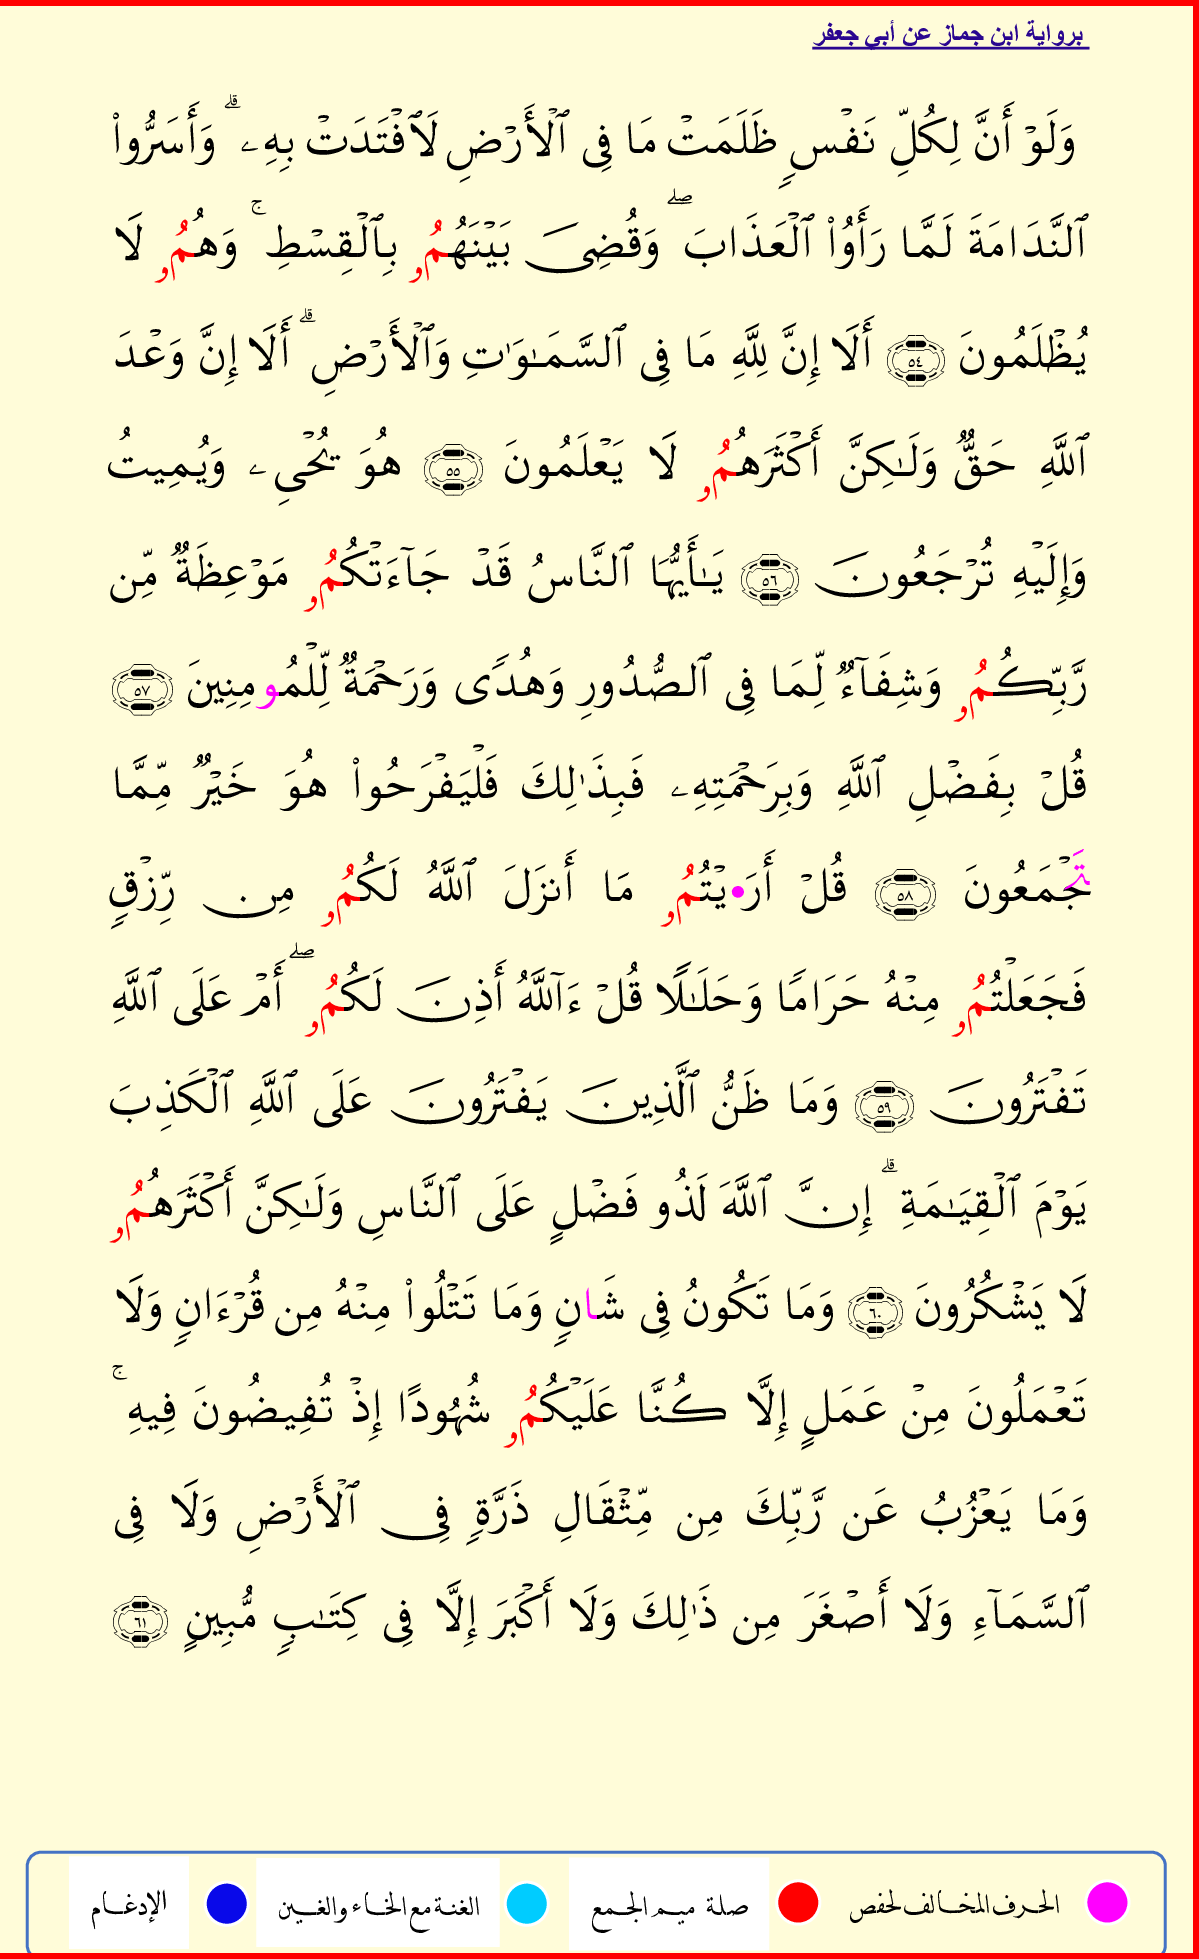 برواية ابن جماز عن أبي جعفر
وَلَوۡ أَنَّ لِكُلِّ نَفۡسٖ ظَلَمَتۡ مَا فِي ٱلۡأَرۡضِ لَٱفۡتَدَتۡ بِهِۦۗ وَأَسَرُّواْ
ٱلنَّدَامَةَ لَمَّا رَأَوُاْ ٱلۡعَذَابَۖ وَقُضِيَ بَيۡنَهُمُۥ بِٱلۡقِسۡطِۚ وَهُمُۥ لَا
يُظۡلَمُونَ ٥٤ أَلَا إِنَّ لِلَّهِ مَا فِي ٱلسَّمَٰوَٰتِ وَٱلۡأَرۡضِۗ أَلَا إِنَّ وَعۡدَ
ٱللَّهِ حَقّٞ وَلَٰكِنَّ أَكۡثَرَهُمُۥ لَا يَعۡلَمُونَ ٥٥ هُوَ يُحۡيِۦ وَيُمِيتُ
وَإِلَيۡهِ تُرۡجَعُونَ ٥٦ يَٰأَيُّهَا ٱلنَّاسُ قَدۡ جَآءَتۡكُمُۥ مَوۡعِظَةٞ مِّن
رَّبِّكُمُۥ وَشِفَآءٞ لِّمَا فِي ٱلصُّدُورِ وَهُدٗى وَرَحۡمَةٞ لِّلۡمُومِنِينَ ٥٧
قُلۡ بِفَضۡلِ ٱللَّهِ وَبِرَحۡمَتِهِۦ فَبِذَٰلِكَ فَلۡيَفۡرَحُواْ هُوَ خَيۡرٞ مِّمَّا
تَجۡمَعُونَ ٥٨ قُلۡ أَرَ•يۡتُمُۥ مَا أَنزَلَ ٱللَّهُ لَكُمُۥ مِن رِّزۡقٖ
فَجَعَلۡتُمُۥ مِنۡهُ حَرَامٗا وَحَلَٰلٗا قُلۡ ءَآللَّهُ أَذِنَ لَكُمُۥۖ أَمۡ عَلَى ٱللَّهِ
تَفۡتَرُونَ ٥٩ وَمَا ظَنُّ ٱلَّذِينَ يَفۡتَرُونَ عَلَى ٱللَّهِ ٱلۡكَذِبَ
يَوۡمَ ٱلۡقِيَٰمَةِۗ إِنَّ ٱللَّهَ لَذُو فَضۡلٍ عَلَى ٱلنَّاسِ وَلَٰكِنَّ أَكۡثَرَهُمُۥ
لَا يَشۡكُرُونَ ٦٠ وَمَا تَكُونُ فِي شَانٖ وَمَا تَتۡلُواْ مِنۡهُ مِن قُرۡءَانٖ وَلَا
تَعۡمَلُونَ مِنۡ عَمَلٍ إِلَّا كُنَّا عَلَيۡكُمُۥ شُهُودًا إِذۡ تُفِيضُونَ فِيهِۚ
وَمَا يَعۡزُبُ عَن رَّبِّكَ مِن مِّثۡقَالِ ذَرَّةٖ فِي ٱلۡأَرۡضِ وَلَا فِي
ٱلسَّمَآءِ وَلَا أَصۡغَرَ مِن ذَٰلِكَ وَلَا أَكۡبَرَ إِلَّا فِي كِتَٰبٖ مُّبِينٍ ٦١
الحرف المخالف لحفص صلة ميم الجمع الغنة مع الخاء والغين الإدغام